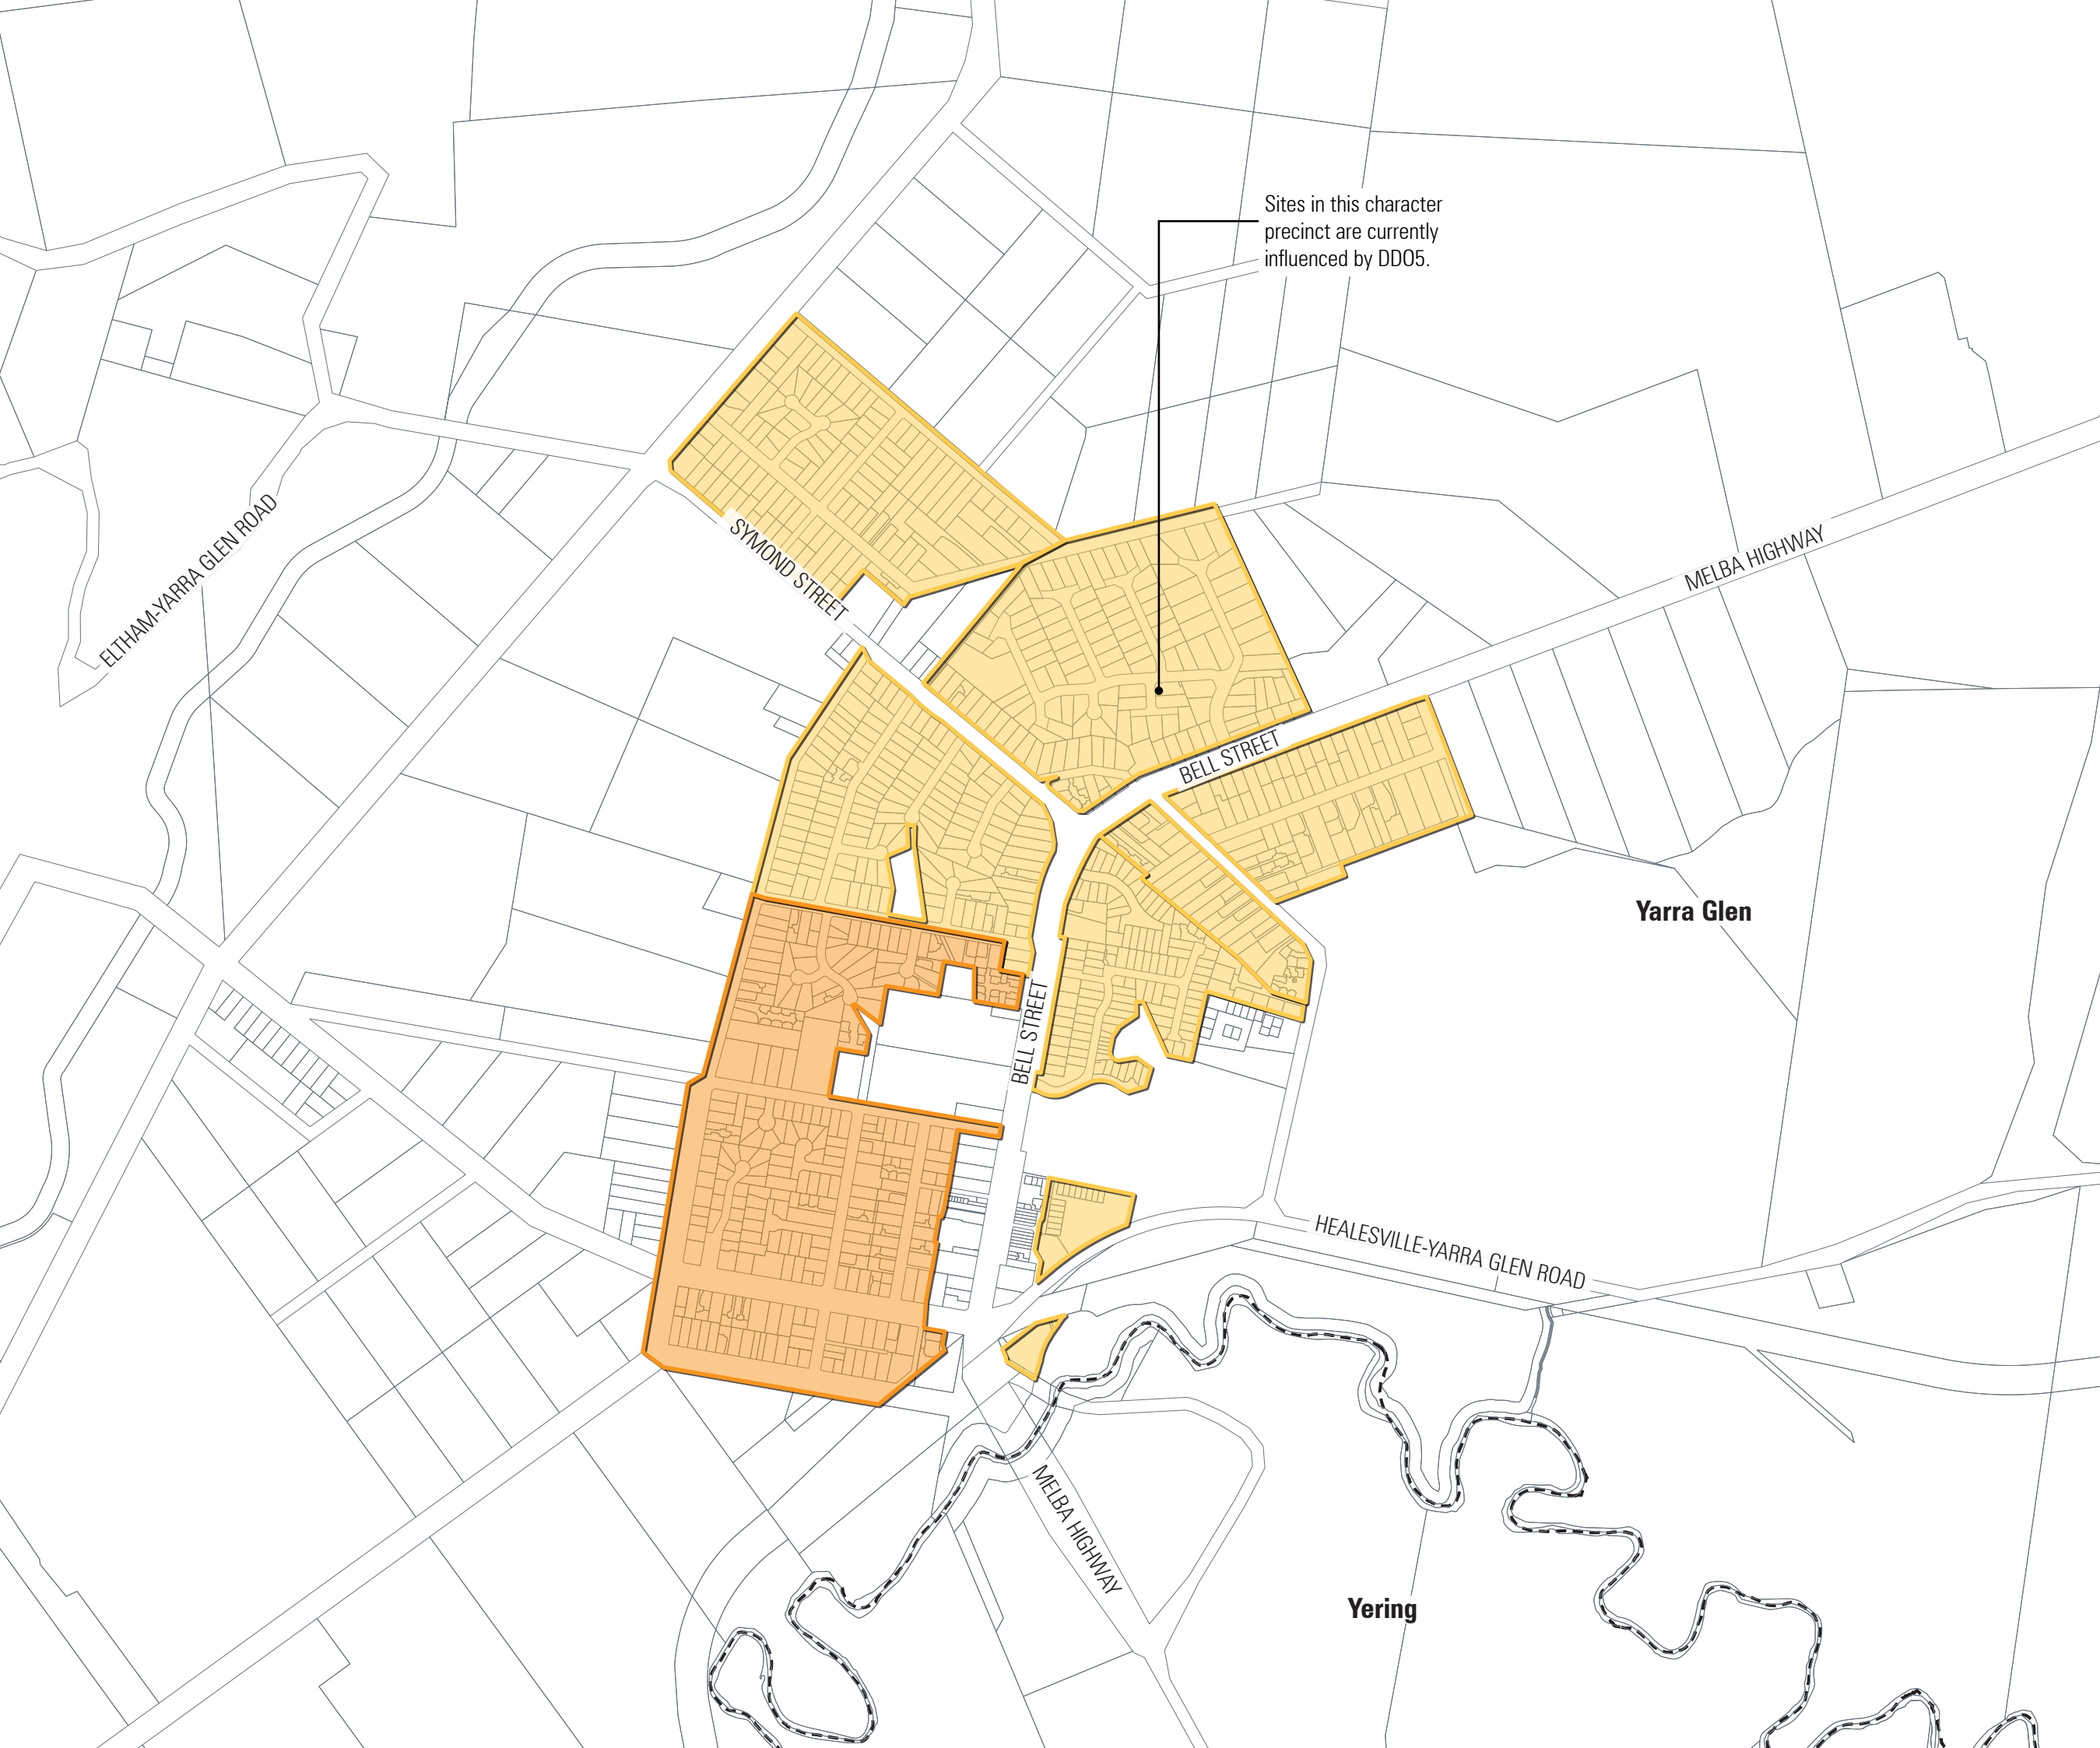 Sites in this character
precinct are currently
influenced by DDO5.
ELTHAM-YARRA GLEN ROAD
SYMOND STREET
MELBA HIGHWAY
BELL STREET
Yarra Glen
BELL STREET
HEALESVILLE-YARRA GLEN ROAD
MELBA HIGHWAY
Yering